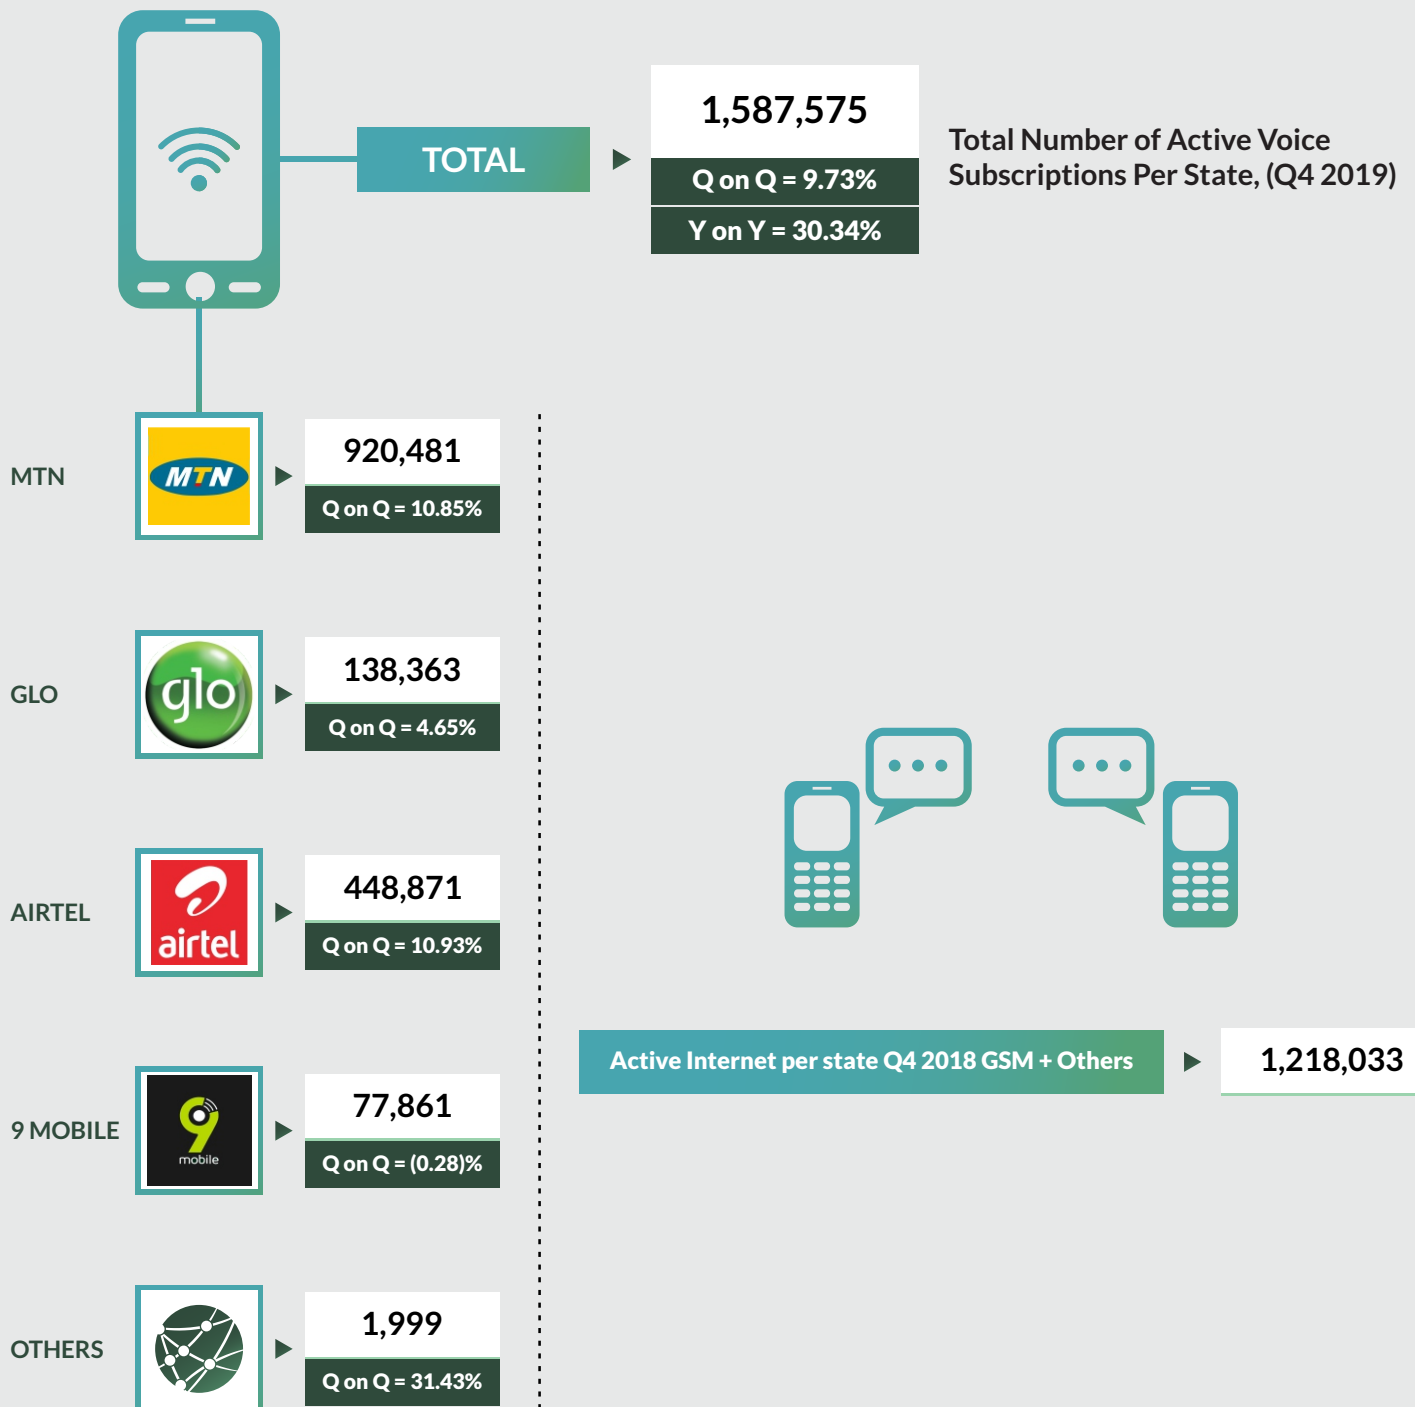 TOTAL
1,587,575
Q on Q = 9.73%
Y on Y = 30.34%
Total Number of Active Voice
Subscriptions Per State, (Q4 2019)
MTN
MTN
920,481
Q on Q = 10.85%
GLO
glo
138,363
Q on Q = 4.65%
AIRTEL
airtel
448,871
Q on Q = 10.93%
9 MOBILE
9
mobile
77,861
Q on Q = (0.28)%
Active Internet per state Q4 2018 GSM + Others
1,218,033
OTHERS
1,999
Q on Q = 31.43%